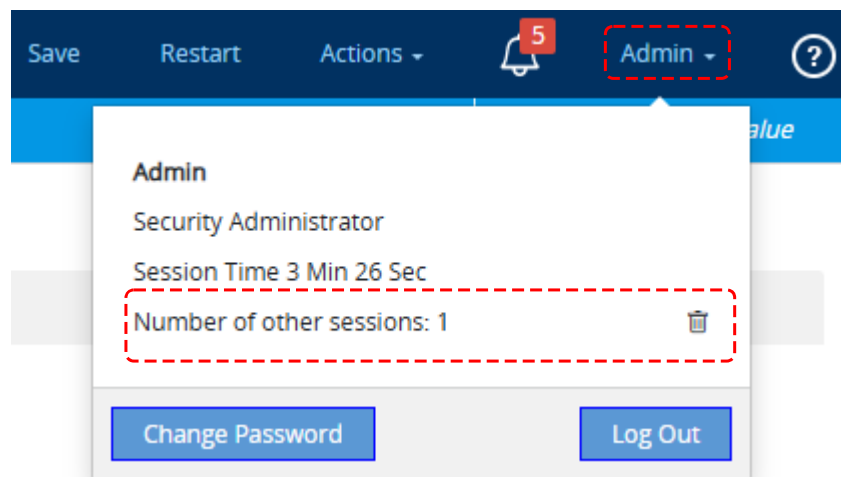 Save Restart Actions 5 Admin ?
alue
Admin
Security Administrator
Session Time 3 Min 26 Sec
Number of other sessions: 1
Change Password Log Out